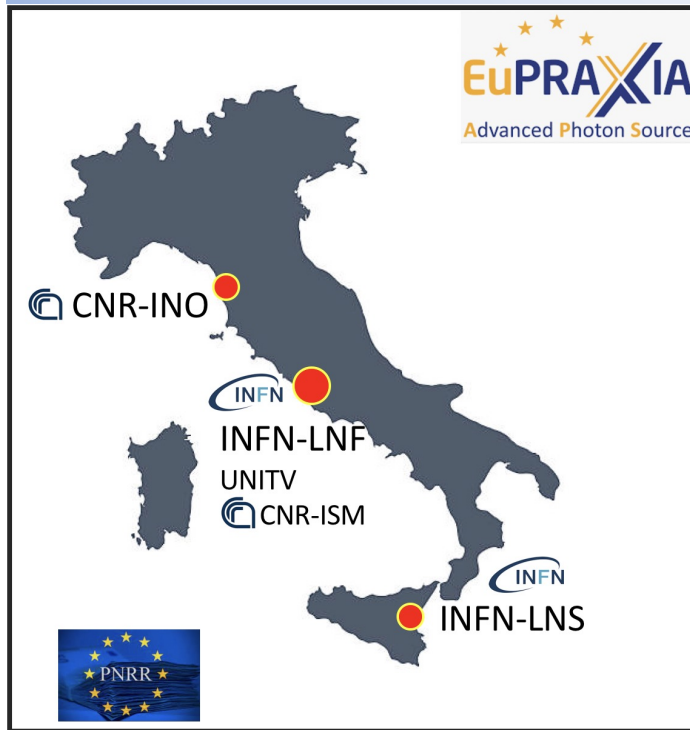 EuPRAXIA
Advanced Photon Source
CNR-INO
INFN
INFN-LNF
UNITV
CNR-ISM
INFN
INFN-LNS
PNRR